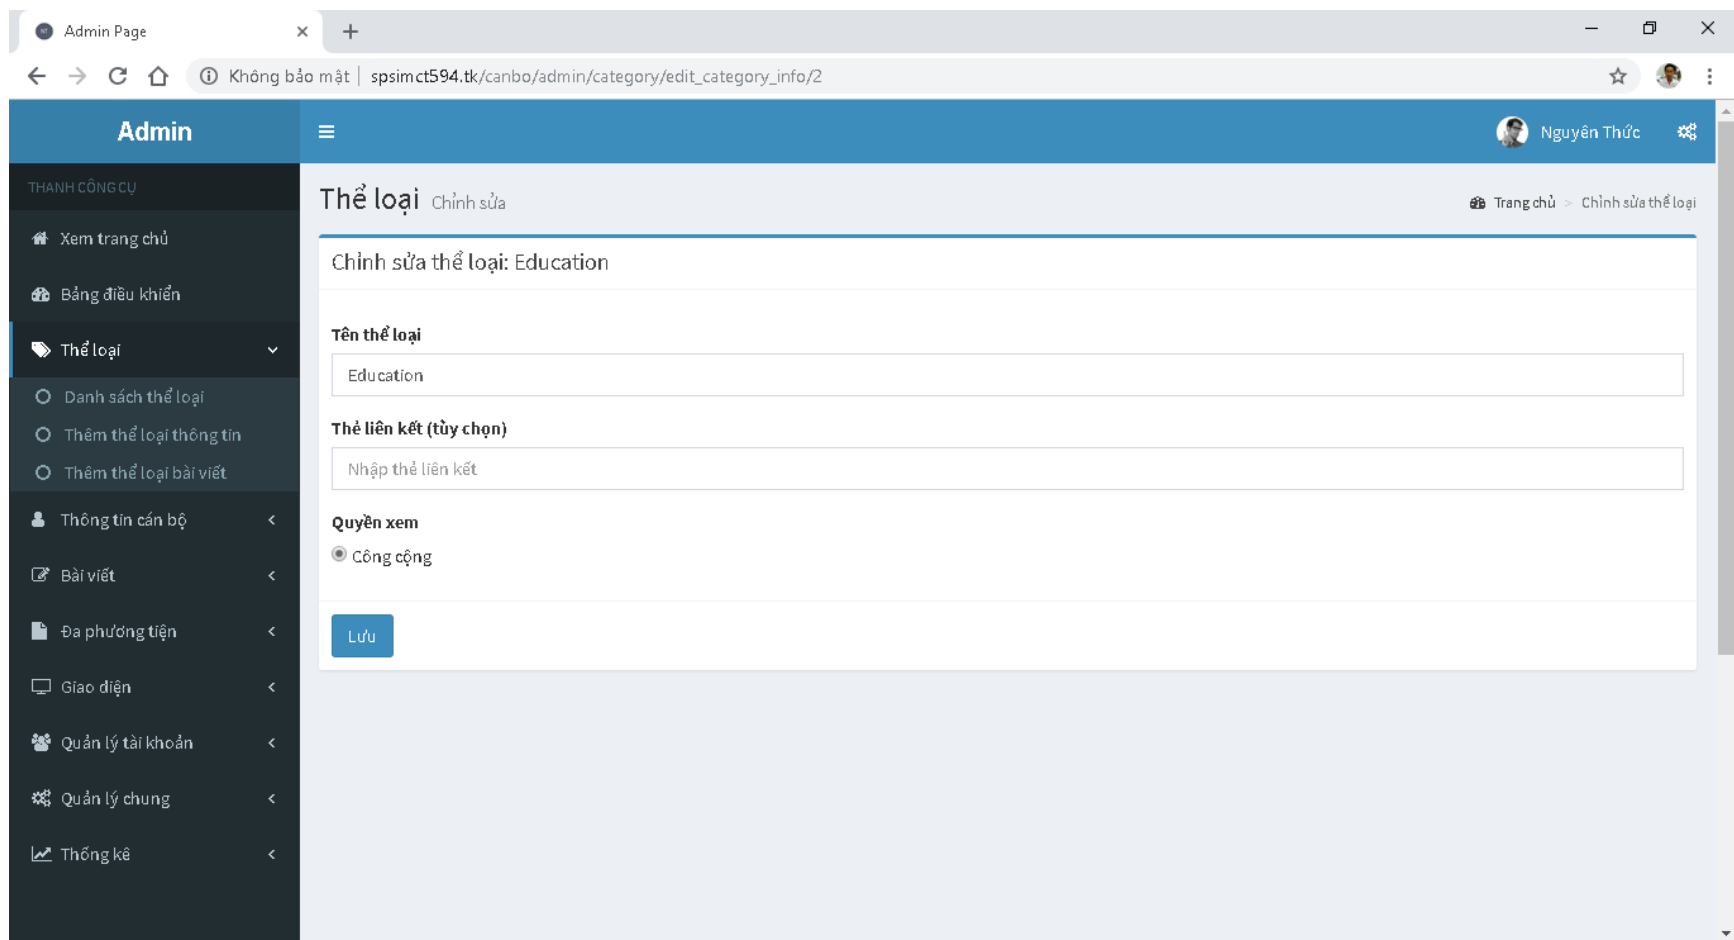 Admin Page
Không bảo mật | spsimct594.tk/canbo/admin/category/edit_category_info/2
Admin
Nguyên Thức
THANH CÔNG CỤ
Thể loại Chỉnh sửa
Trang chủ > Chỉnh sửa thể loại
Xem trang chủ
Chỉnh sửa thể loại: Education
Bảng điều khiển
Tên thể loại
Thể loại
Education
Danh sách thể loại
Thêm thể loại thông tin
Thẻ liên kết (tùy chọn)
Thêm thể loại bài viết
Nhập thẻ liên kết
Thông tin cán bộ
Quyền xem
Công cộng
Bài viết
Đa phương tiện
Lưu
Giao diện
Quản lý tài khoản
Quản lý chung
Thống kê